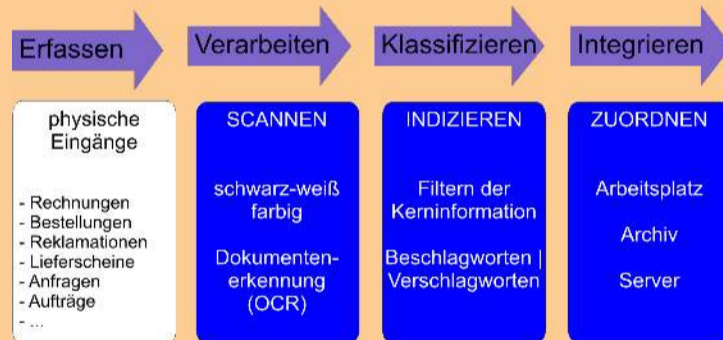 Erfassen
Verarbeiten
Klassifizieren
Integrieren
physische
Eingänge
- Rechnungen
- Bestellungen
- Reklamationen
- Lieferscheine
- Anfragen
- Aufträge
- ...
SCANNEN
schwarz-weiß
farbig
Dokumenten-
erkennung
(OCR)
INDIZIEREN
Filtern der
Kerninformation
Beschlagworten |
Verschlagworten
ZUORDNEN
Arbeitsplatz
Archiv
Server